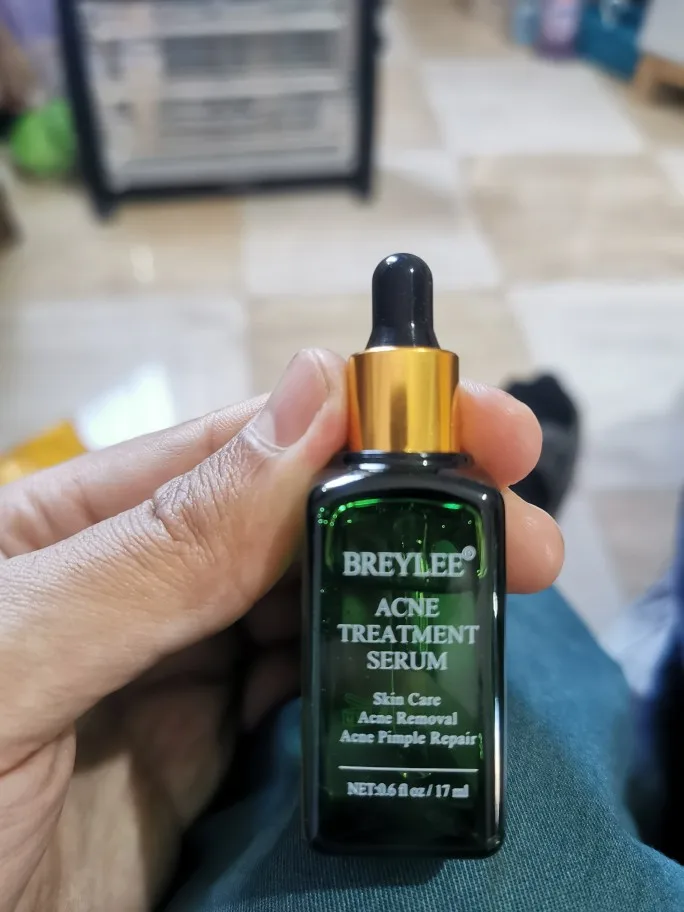 BREYLEE®
ACNE
TREATMENT
SERUM
Skin Care
Acne Removal
Acne Pimple Repair
NET:0.6 fl oz / 17 ml